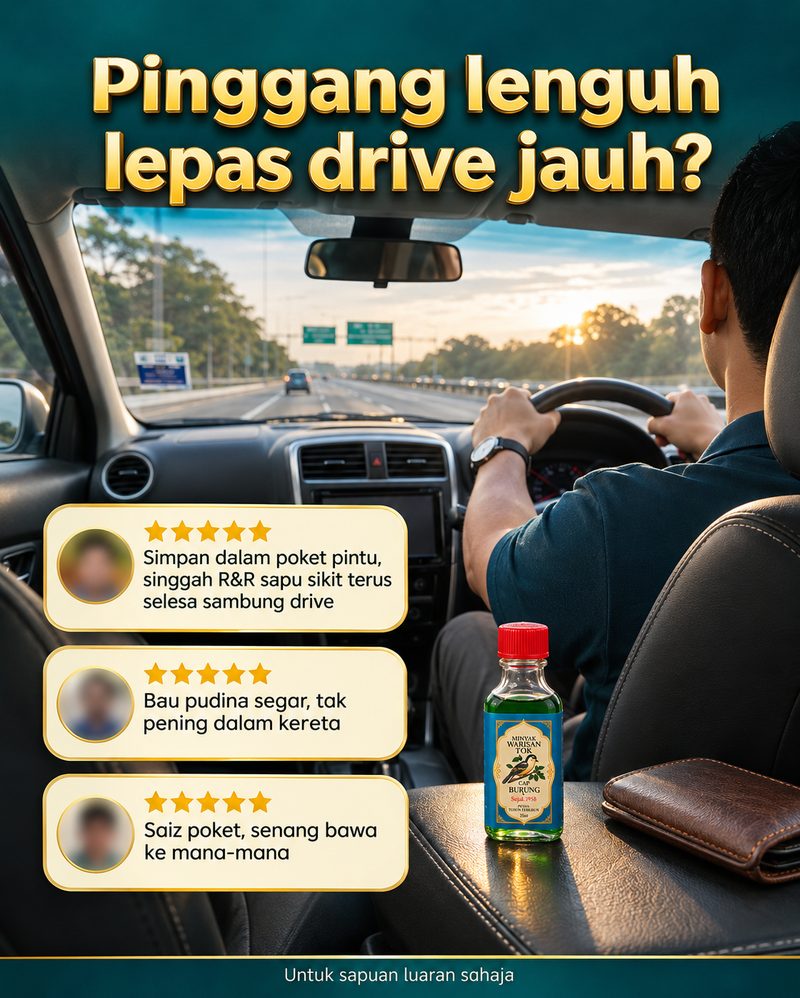 Pinggang lenguh
lepas drive jauh?
Simpan dalam poket pintu,
singgah R&R sapu sikit terus
selesa sambung drive
Bau pudina segar, tak
pening dalam kereta
Saiz poket, senang bawa
ke mana-mana
MINYAK
WARISAN
TOK
CAP
BURUNG
Sejak 1958
Untuk sapuan luaran sahaja